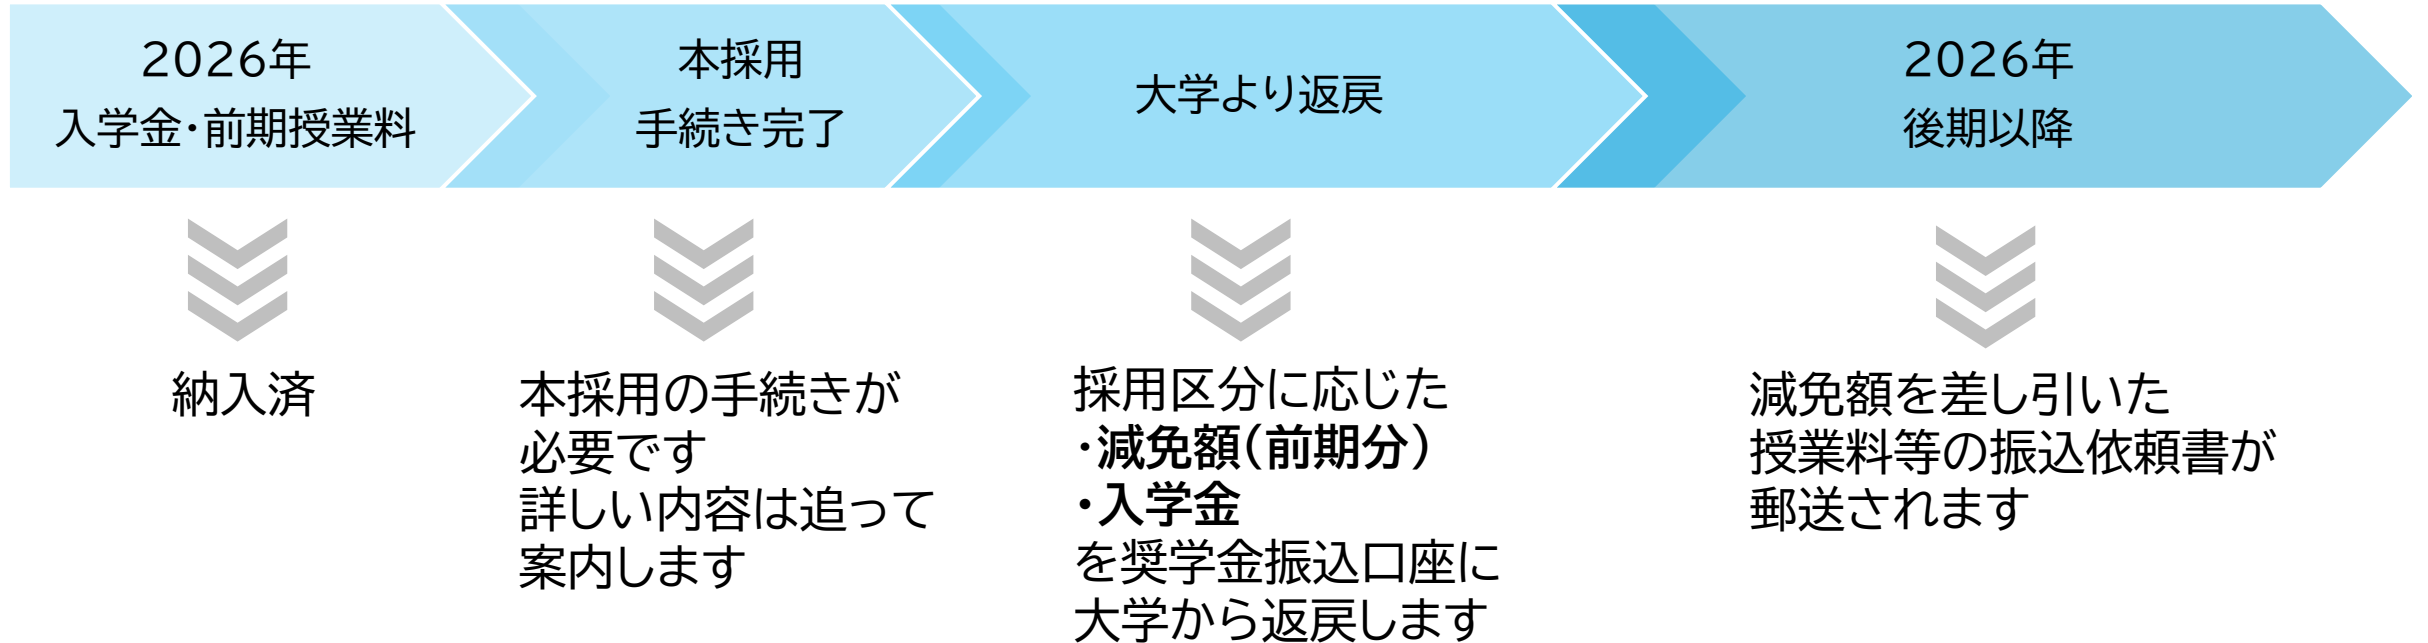 2026年
入学金・前期授業料
本採用
手続き完了
大学より返戻
2026年
後期以降
納入済
本採用の手続きが
必要です
詳しい内容は追って
案内します
採用区分に応じた
・減免額(前期分)
・入学金
を奨学金振込口座に
大学から返戻します
減免額を差し引いた
授業料等の振込依頼書が
郵送されます